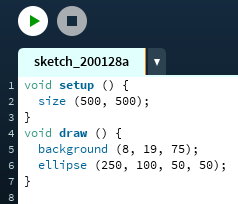 sketch_200128a
1 void setup () {
2   size (500, 500);
3 }
4 void draw () {
5   background (8, 19, 75);
6   ellipse (250, 100, 50, 50);
7 }
8